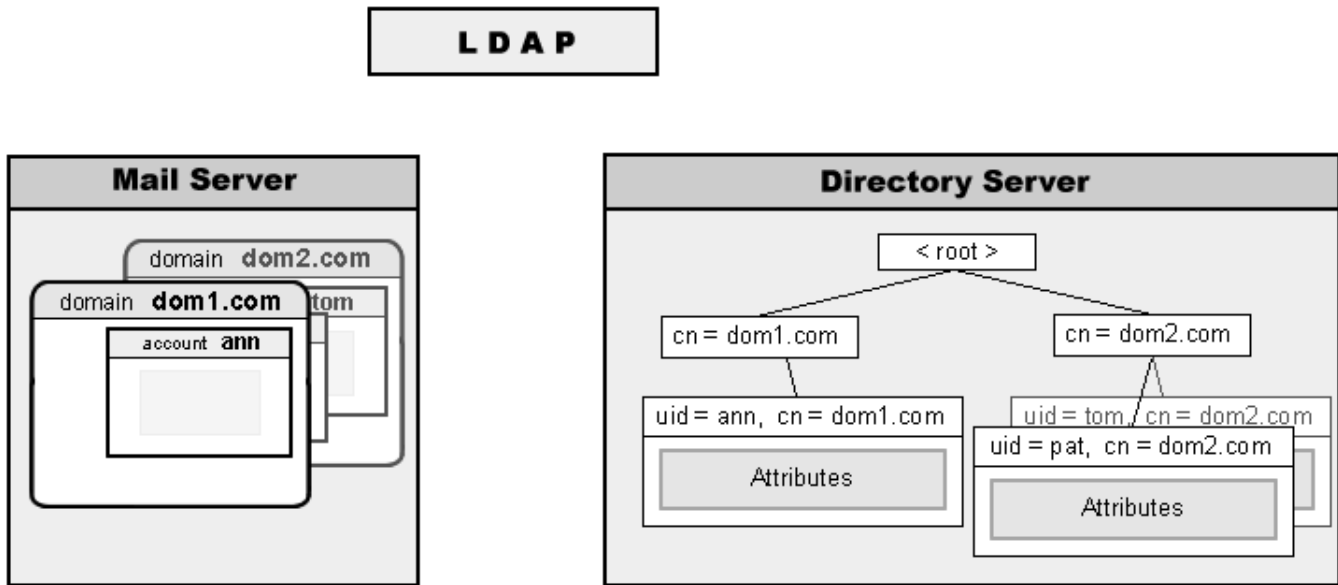 L D A P
Mail Server
domain dom2.com
tom
domain dom1.com
account ann
Directory Server
< root >
cn = dom1.com
cn = dom2.com
uid = ann, cn = dom1.com
Attributes
uid = tom, cn = dom2.com
uid = pat, cn = dom2.com
Attributes